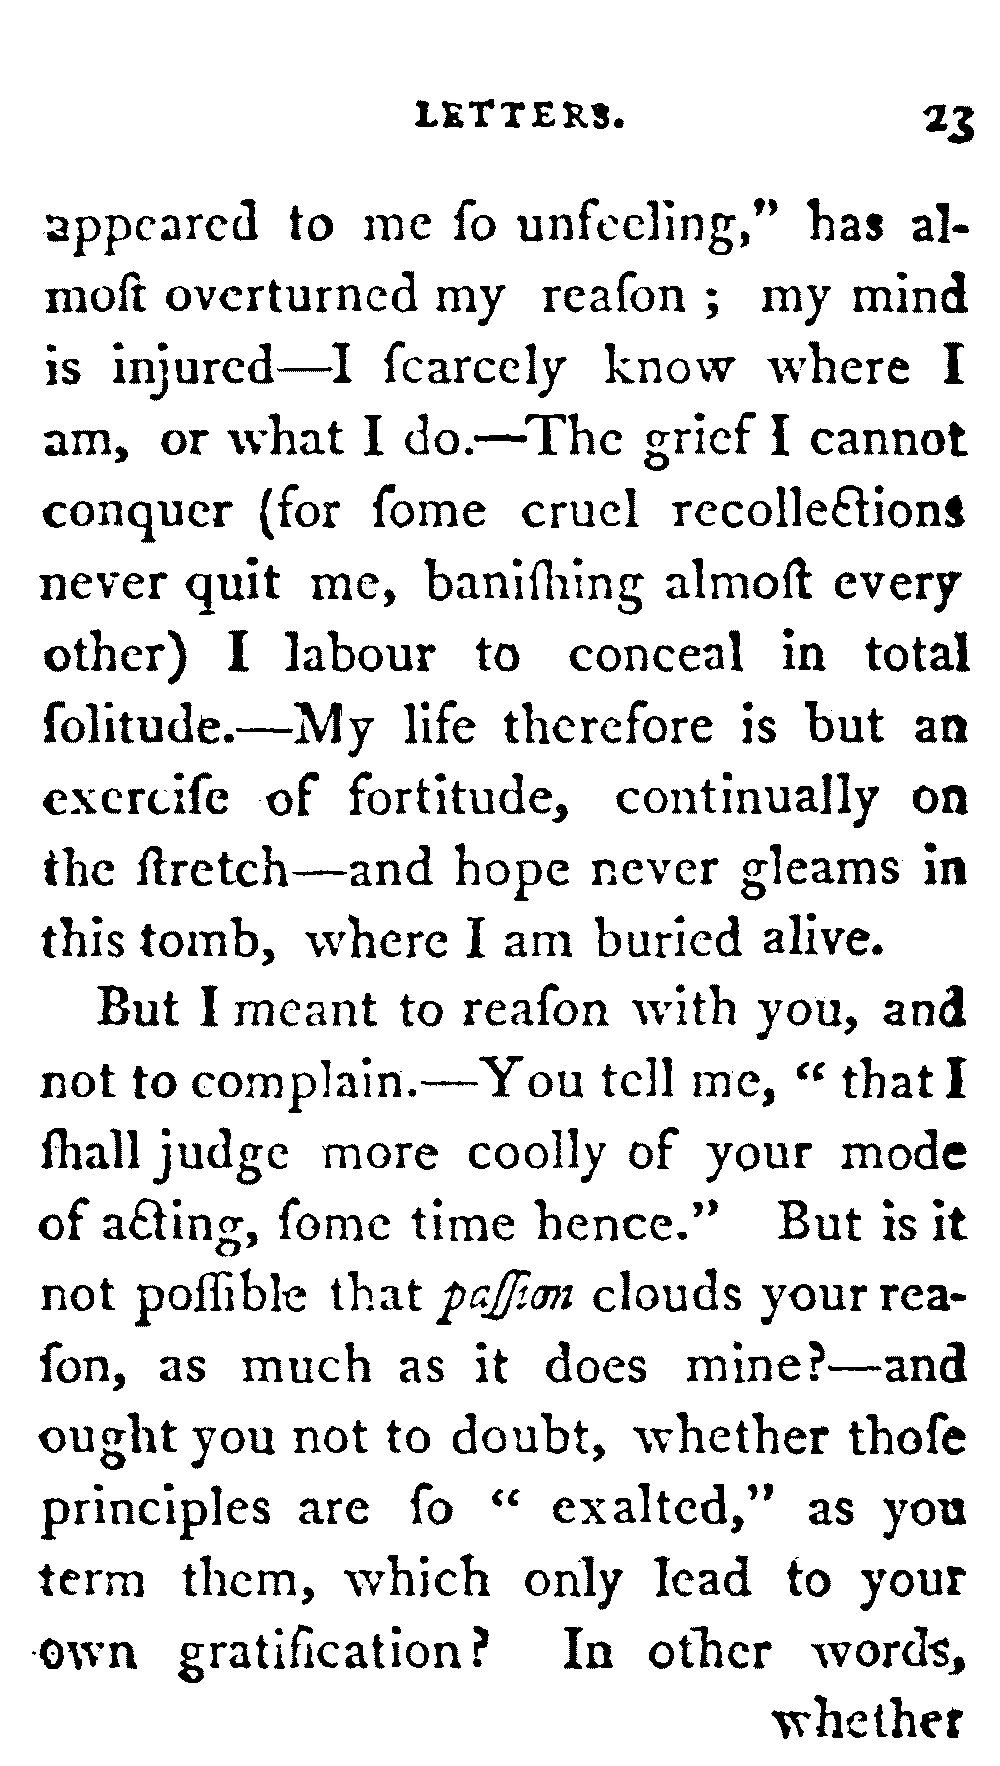 LETTERS. 23
appeared to me ſo unfeeling,” has al-
moſt overturned my reaſon ; my mind
is injured—I ſcarcely know where I
am, or what I do.—The grief I cannot
conquer (for ſome cruel recollections
never quit me, baniſhing almoſt every
other) I labour to conceal in total
ſolitude.—My life therefore is but an
exerciſe of fortitude, continually on
the ſtretch—and hope never gleams in
this tomb, where I am buried alive.
But I meant to reaſon with you, and
not to complain.—You tell me, “ that I
ſhall judge more coolly of your mode
of acting, ſome time hence.” But is it
not poſſible that paſſion clouds your rea-
ſon, as much as it does mine?—and
ought you not to doubt, whether thoſe
principles are ſo “ exalted,” as you
term them, which only lead to your
own gratification? In other words,
whether